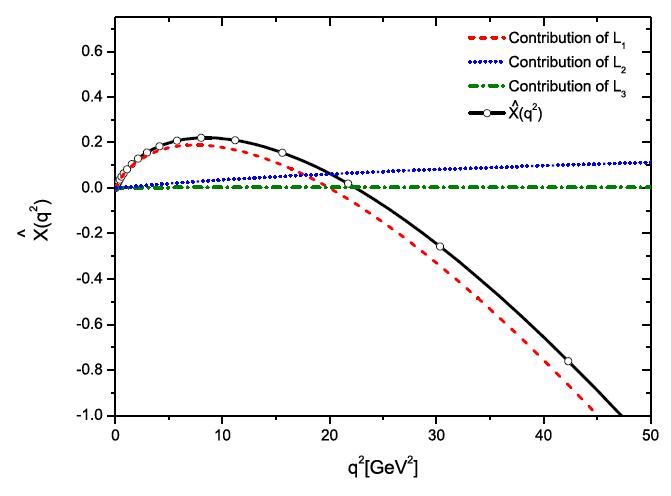 Contribution of L₁
Contribution of L₂
Contribution of L₃
X̂(q²)
0.6
0.4
0.2
0.0
-0.2
-0.4
-0.6
-0.8
-1.0
X̂(q²)
0 10 20 30 40 50
q²[GeV²]